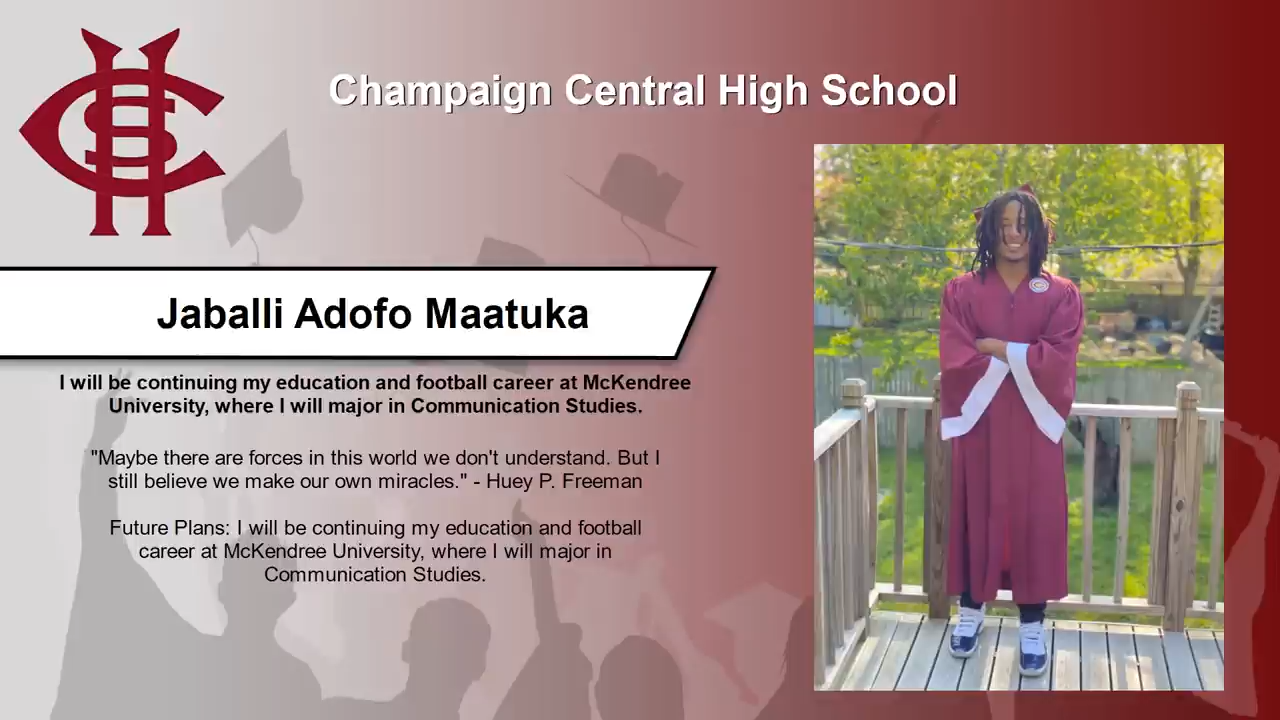 Champaign Central High School
Jaballi Adofo Maatuka
I will be continuing my education and football career at McKendree
University, where I will major in Communication Studies.
"Maybe there are forces in this world we don't understand. But I
still believe we make our own miracles." - Huey P. Freeman
Future Plans: I will be continuing my education and football
career at McKendree University, where I will major in
Communication Studies.